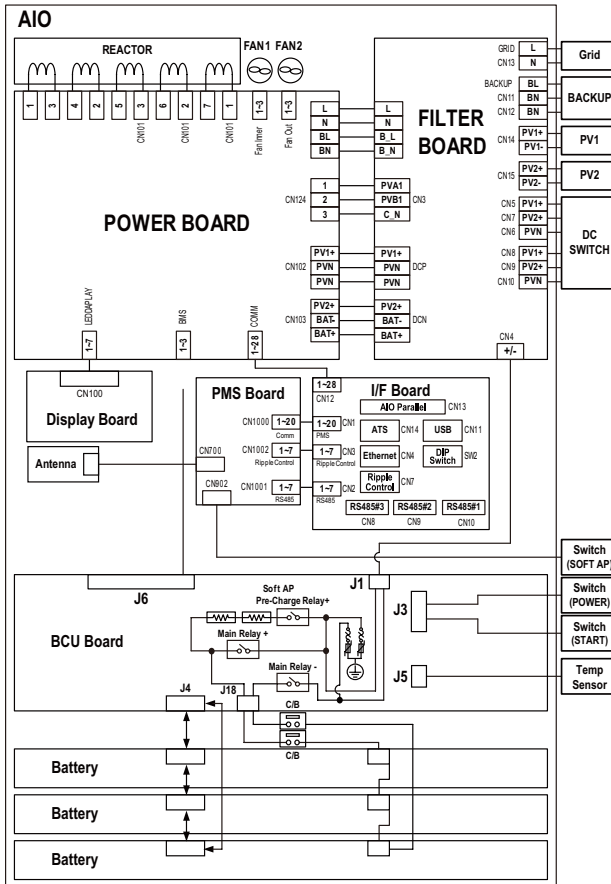 AIO
REACTOR
FAN1 FAN2
1 3 4 2 5 3 6 2 7 1 1~3 1~3
CN101 CN101 CN101 Fan Inner Fan Out
POWER BOARD
L
N
BL
BN
CN124
1
2
3
CN102
PV1+
PVN
PVN
CN103
PV2+
BAT-
BAT+
LEDDAPLAY
1~7
BMS
1~3
COMM
1~28
FILTER
BOARD
L
N
B_L
B_N
PVA1
PVB1
C_N
CN3
PV1+
PVN
PVN
DCP
PV2+
BAT-
BAT+
DCN
GRID L
CN13 N
BACKUP BL
CN11 BN
CN12 BN
CN14 PV1+
PV1-
CN15 PV2+
PV2-
CN5 PV1+
CN7 PV2+
CN6 PVN
CN8 PV1+
CN9 PV2+
CN10 PVN
CN4
+/-
Grid
BACKUP
PV1
PV2
DC
SWITCH
CN100
Display Board
Antenna
PMS Board
CN1000 1~20
Comm
CN1002 1~7
Ripple Control
CN1001 1~7
RS485
CN700
CN902
I/F Board
1~28
CN12
AIO Parallel CN13
1~20 CN1
PMS
1~7 CN3
Ripple Control
1~7 CN2
RS485
ATS CN14 USB CN11
Ethernet CN4 DIP
Switch SW2
Ripple
Control CN7
RS485#3 RS485#2 RS485#1
CN8 CN9 CN10
Switch
(SOFT AP)
Switch
(POWER)
Switch
(START)
Temp
Sensor
BCU Board
J6
J1
J3
J5
Soft AP
Pre-Charge Relay+
Main Relay +
Main Relay -
J4
J18
C/B
C/B
Battery
Battery
Battery